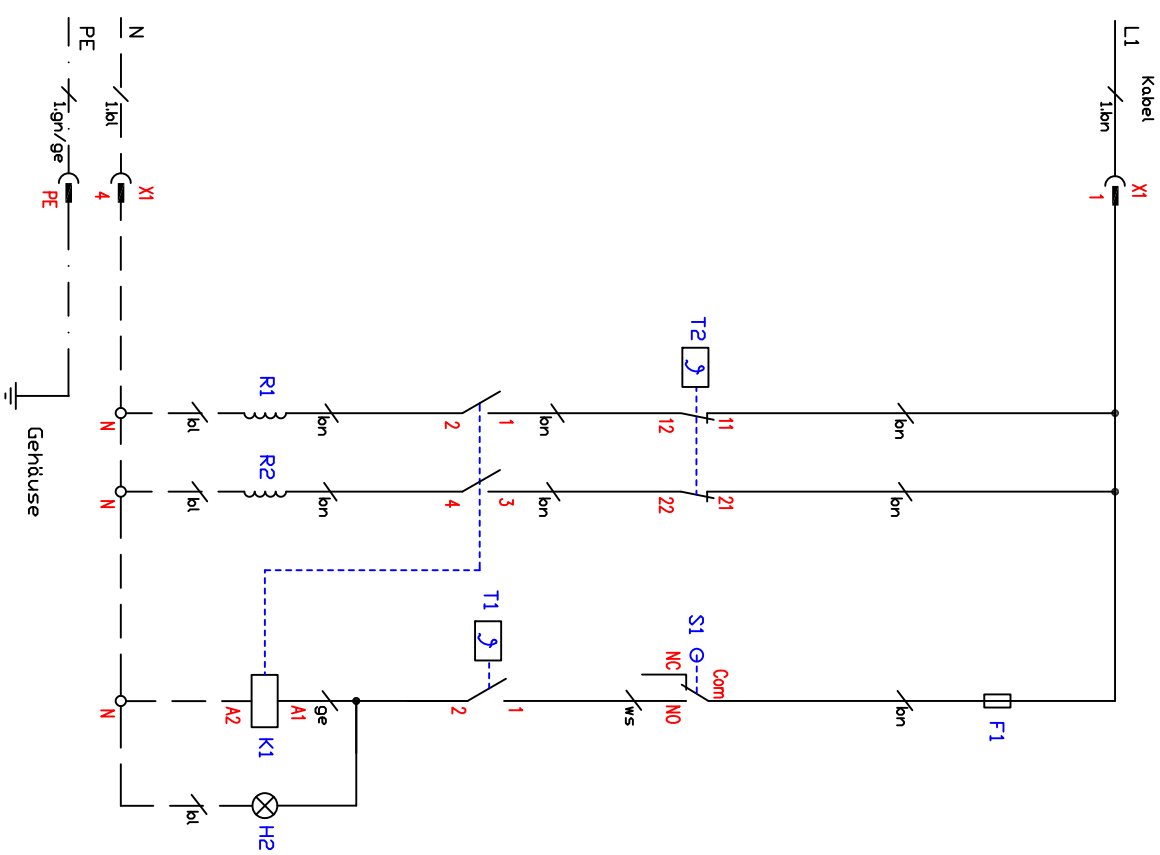 Kabel
L1
X1
1.bn
1
F1
bn
bn
bn
11
21
Com
T2
ϑ
S1
12
22
NC
NO
ws
bn
bn
1
3
1
T1
ϑ
2
4
2
bn
bn
ge
A1
R1
R2
K1
H2
A2
bl
bl
bl
N
X1
1.bl
4
N
N
N
PE
1.gn/ge
PE
Gehäuse